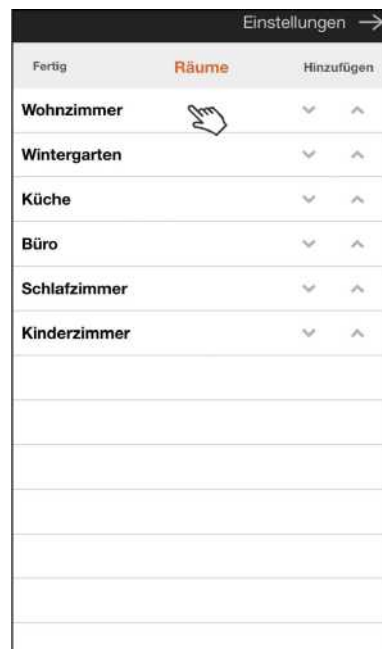 Einstellungen →
Fertig Räume Hinzufügen
Wohnzimmer
Wintergarten
Küche
Büro
Schlafzimmer
Kinderzimmer